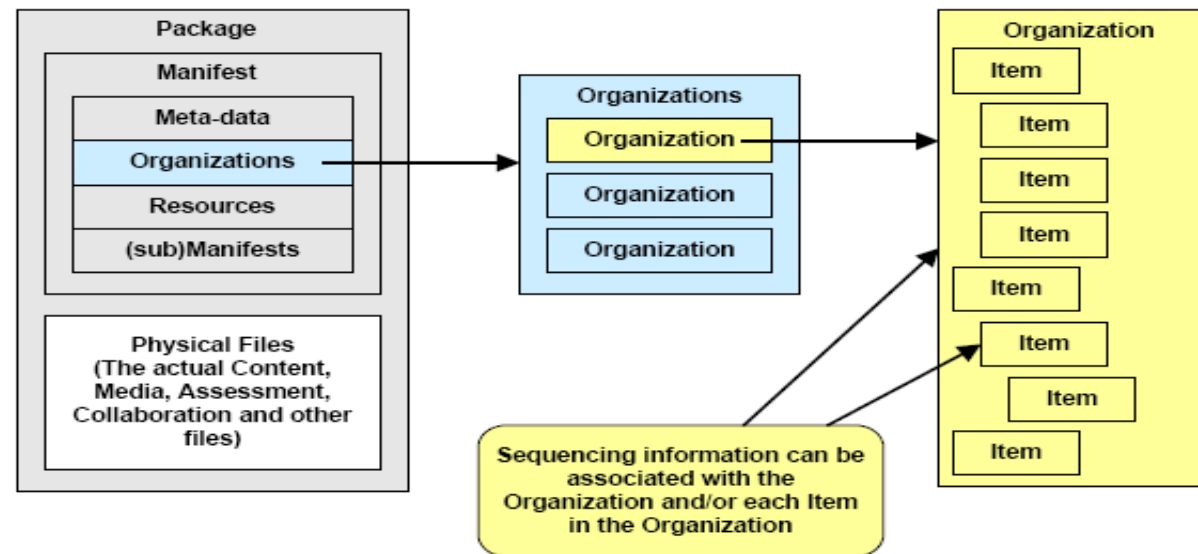 Package
Manifest
Meta-data
Organizations
Resources
(sub)Manifests
Physical Files
(The actual Content,
Media, Assessment,
Collaboration and other
files)
Organizations
Organization
Organization
Organization
Organization
Item
Item
Item
Item
Item
Item
Item
Item
Sequencing information can be
associated with the
Organization and/or each Item
in the Organization